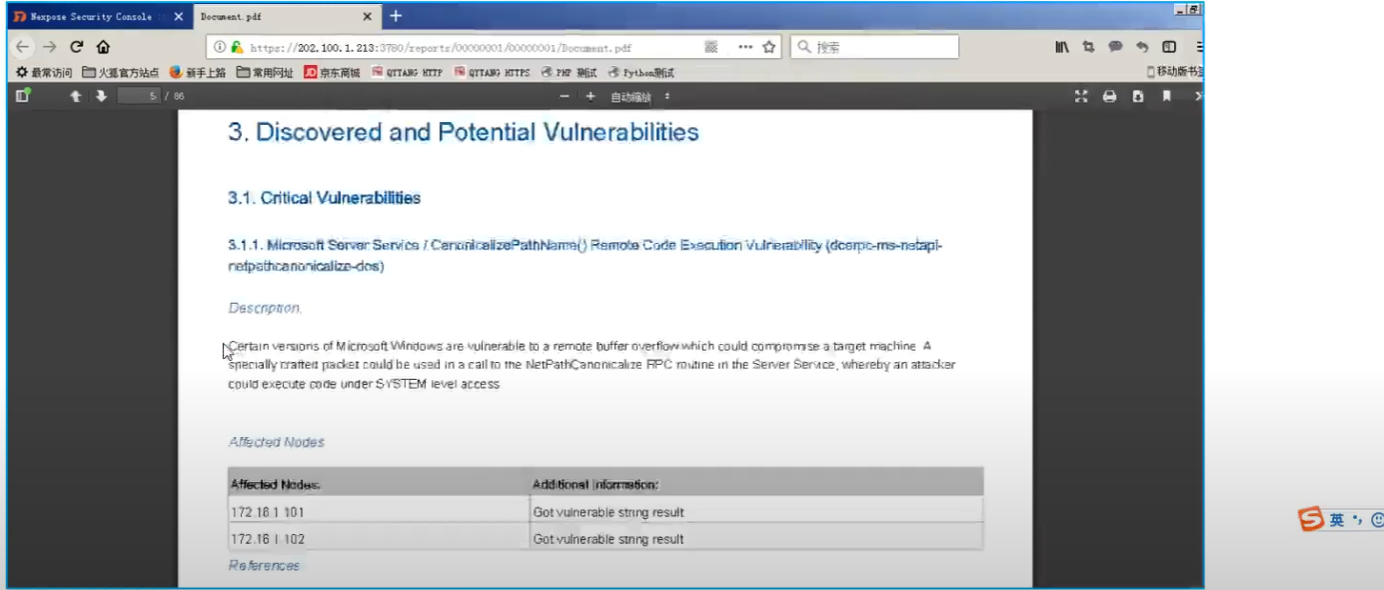 Nexpose Security Console
Document.pdf
https://202.100.1.213:3780/reports/00000001/00000001/Document.pdf
搜索
最常访问 火狐官方站点 新手上路 常用网址 JD 京东商城 QYTANG HTTP QYTANG HTTPS PHP 测试 Python测试 移动版书签
5 / 86
自动缩放
3. Discovered and Potential Vulnerabilities
3.1. Critical Vulnerabilities
3.1.1. Microsoft Server Service / CanonicalizePathName() Remote Code Execution Vulnerability (dcerpc-ms-netapi-
netpathcanonicalize-dos)
Description:
Certain versions of Microsoft Windows are vulnerable to a remote buffer overflow which could compromise a target machine. A
specially crafted packet could be used in a call to the NetPathCanonicalize RPC routine in the Server Service, whereby an attacker
could execute code under SYSTEM level access
Affected Nodes
Affected Nodes: Additional Information:
172.16.1.101 Got vulnerable string result
172.16.1.102 Got vulnerable string result
References
英